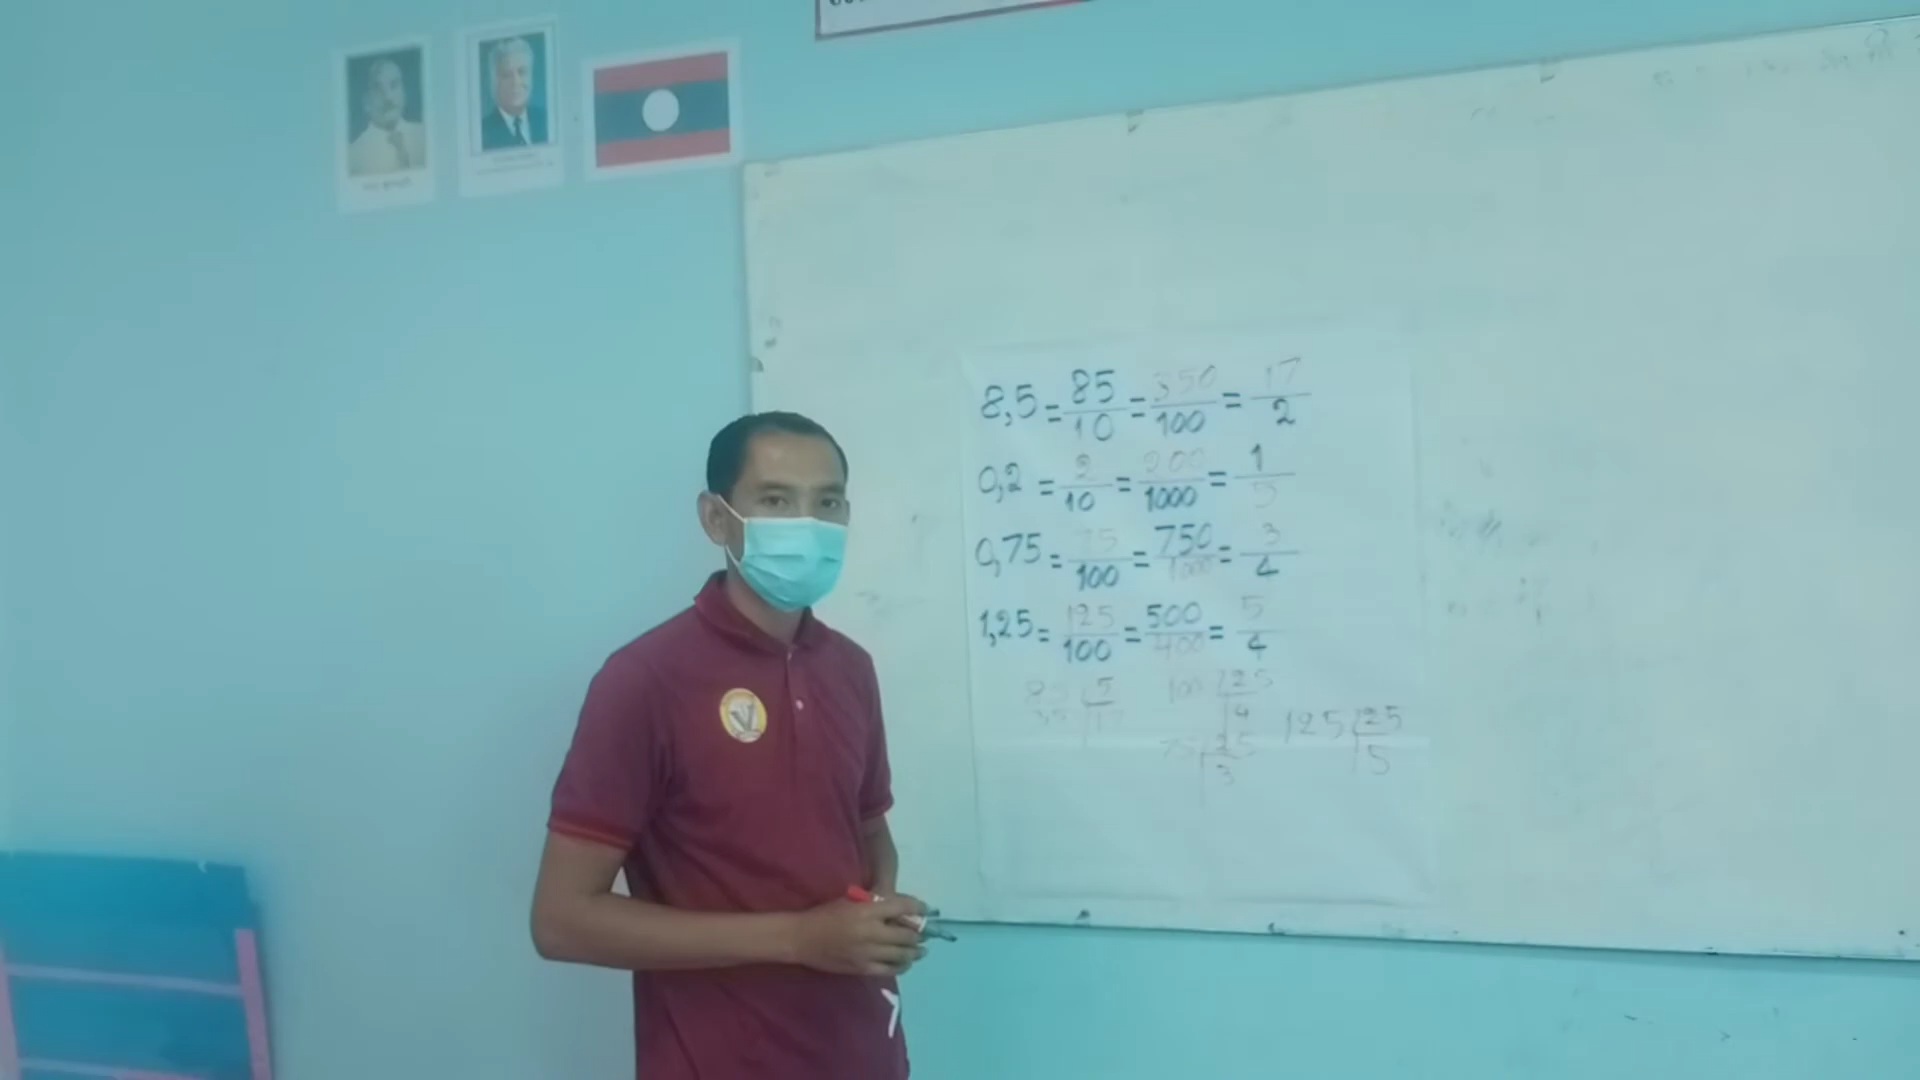 8,5 = 85/10 = 850/100 = 17/2
0,2 = 2/10 = 200/1000 = 1/5
0,75 = 75/100 = 750/1000 = 3/4
1,25 = 125/100 = 500/400 = 5/4
85 5
35 17
100 25
4
75 25
3
125 25
5